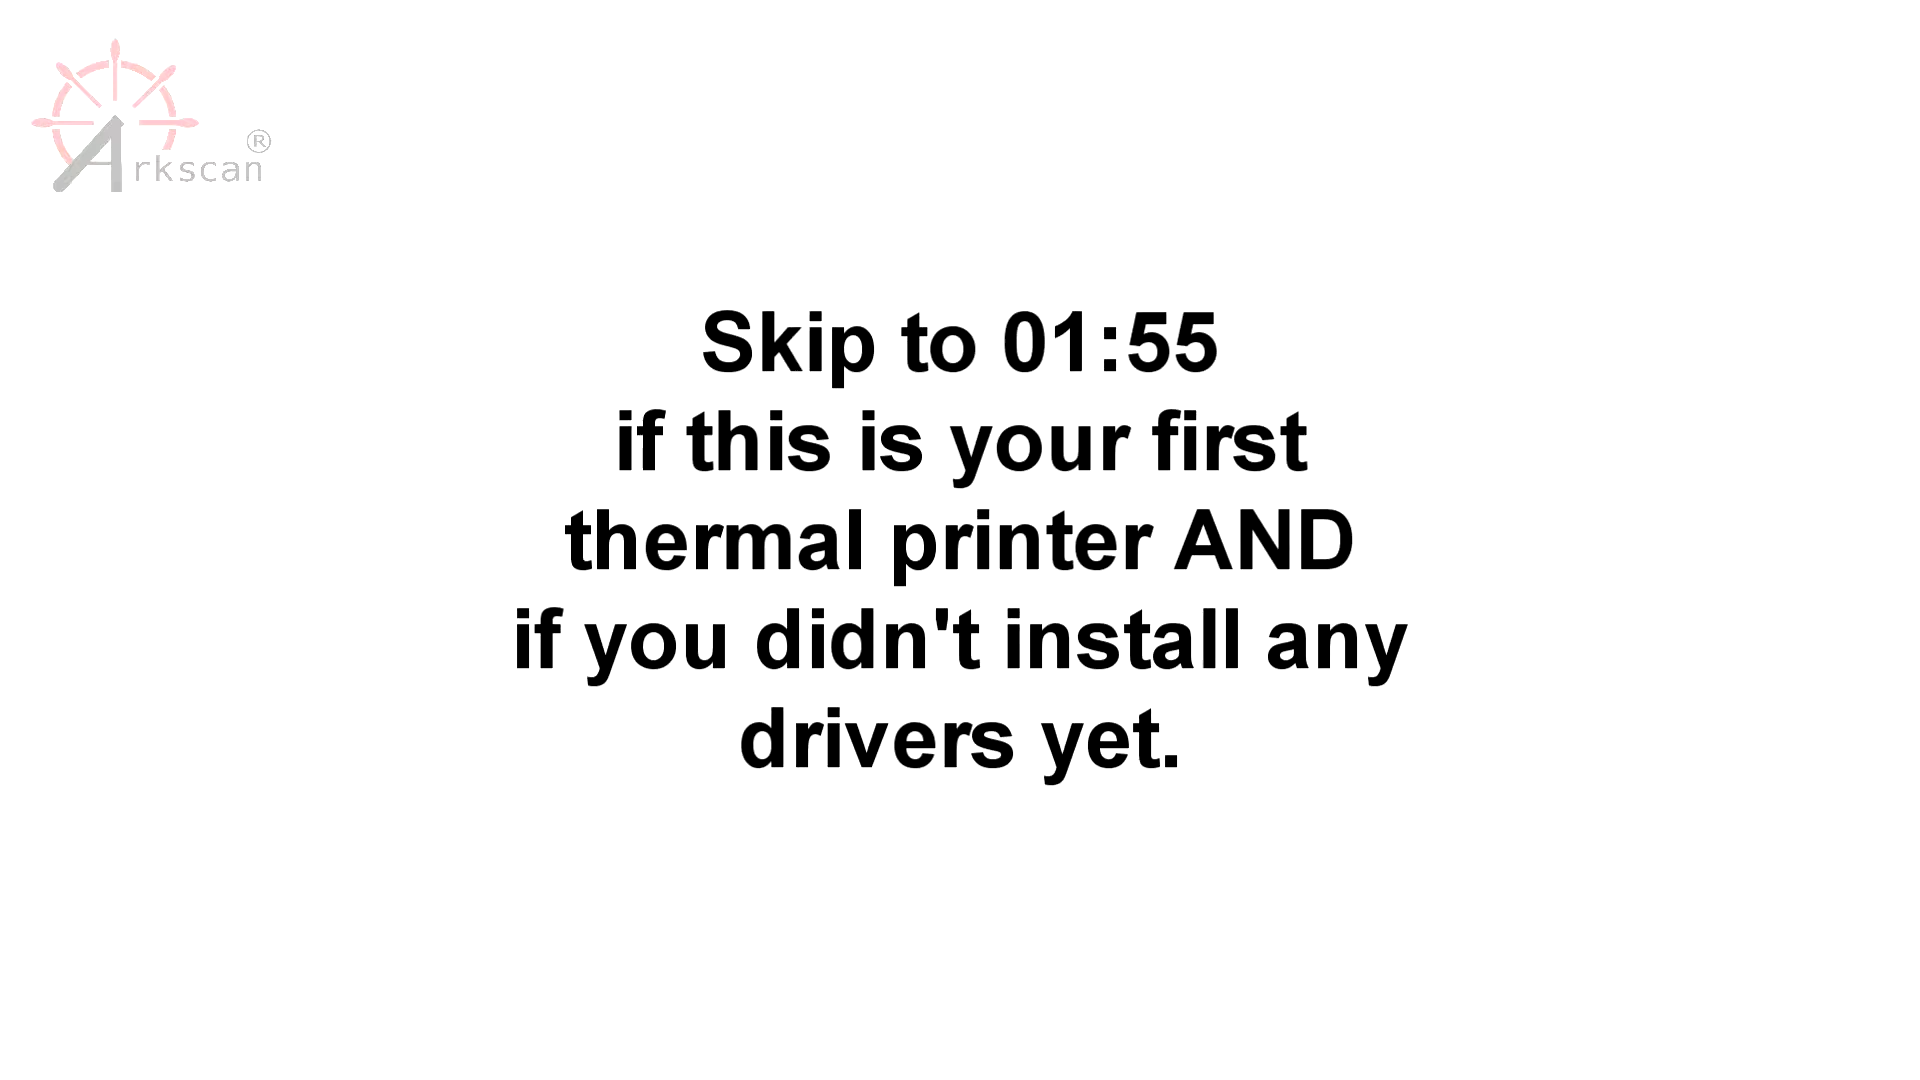 Arkscan®
Skip to 01:55
if this is your first
thermal printer AND
if you didn't install any
drivers yet.